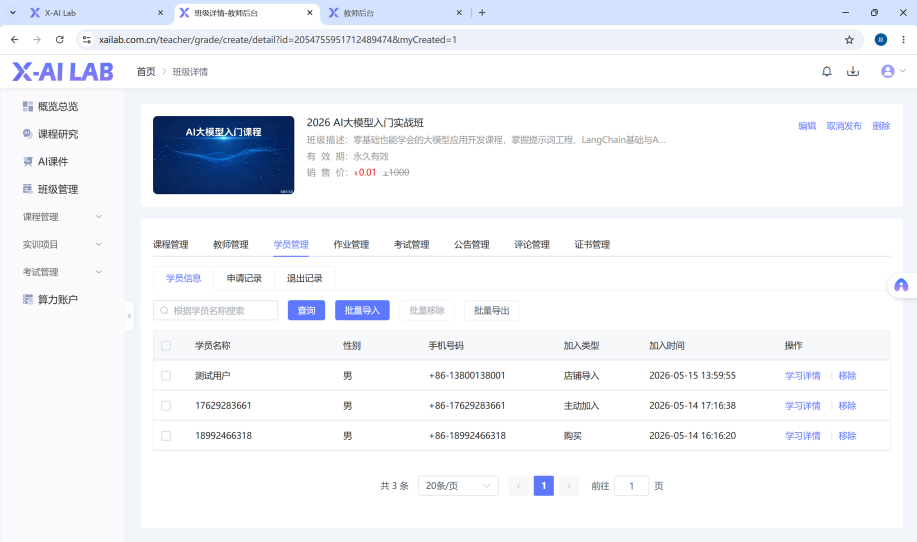 X-AI Lab
班级详情-教师后台
教师后台
xailab.com.cn/teacher/grade/create/detail?id=2054755951712489474&myCreated=1
X-AI LAB
首页
班级详情
概览总览
课程研究
AI课件
班级管理
课程管理
实训项目
考试管理
算力账户
AI大模型入门课程
2026 AI大模型入门实战班
班级描述：零基础也能学会的大模型应用开发课程，掌握提示词工程、LangChain基础与A...
有 效 期：永久有效
销 售 价：¥0.01 ¥1000
编辑 取消发布 删除
课程管理 教师管理 学员管理 作业管理 考试管理 公告管理 评论管理 证书管理
学员信息 申请记录 退出记录
根据学员名称搜索 查询 批量导入 批量移除 批量导出
学员名称 性别 手机号码 加入类型 加入时间 操作
测试用户 男 +86-13800138001 店铺导入 2026-05-15 13:59:55 学习详情 移除
17629283661 男 +86-17629283661 主动加入 2026-05-14 17:16:38 学习详情 移除
18992466318 男 +86-18992466318 购买 2026-05-14 16:16:20 学习详情 移除
共 3 条 20条/页 1 前往 1 页